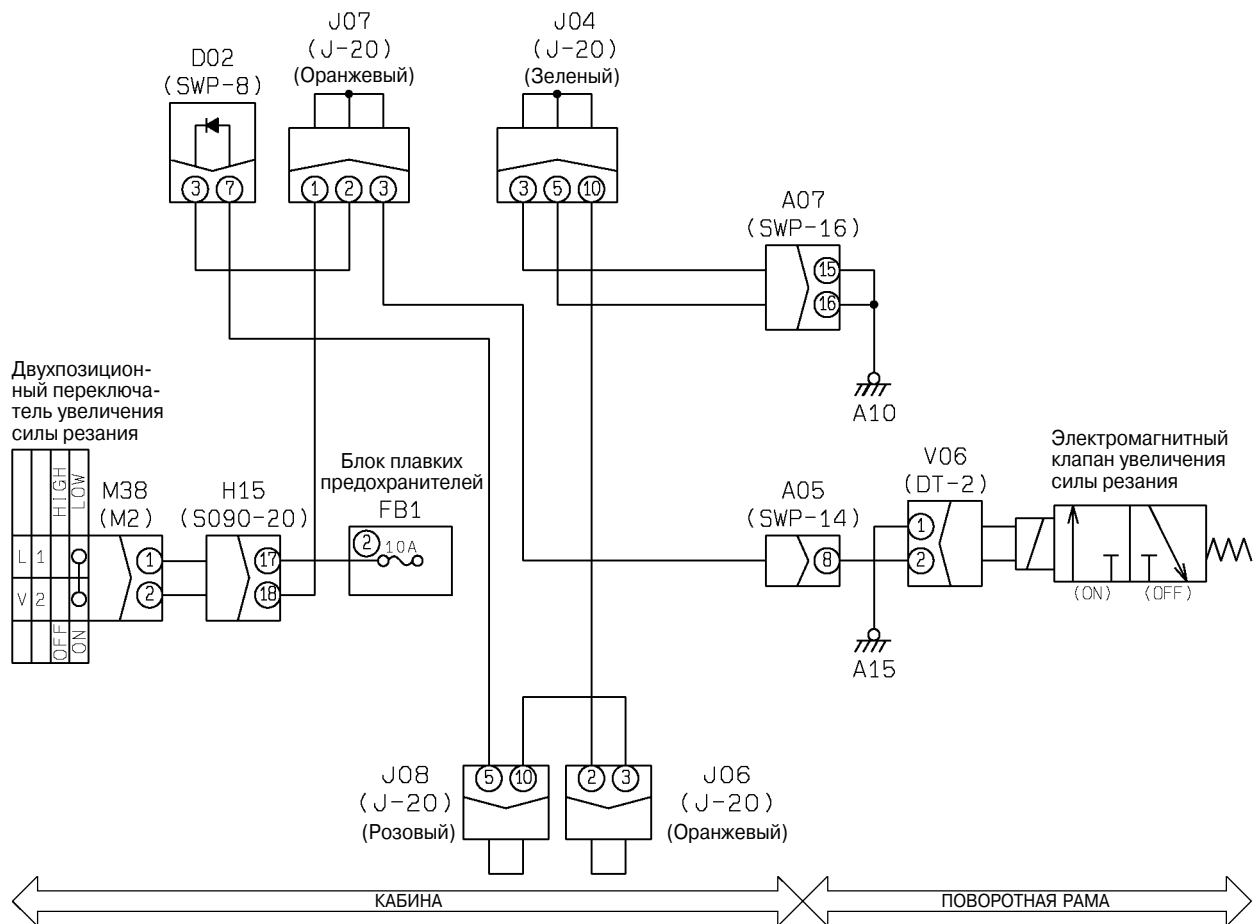 J07
(J-20)
(Оранжевый)
J04
(J-20)
(Зеленый)
D02
(SWP-8)
3 7
1 2 3
3 5 10
A07
(SWP-16)
15
16
A10
Двухпозицион-
ный переключа-
тель увеличения
силы резания
HIGH
LOW
L 1
V 2
OFF
ON
M38
(M2)
1
2
H15
(S090-20)
17
18
Блок плавких
предохранителей
FB1
2
10A
A05
(SWP-14)
8
V06
(DT-2)
1
2
A15
Электромагнитный
клапан увеличения
силы резания
(ON) (OFF)
J08
(J-20)
(Розовый)
5 10
2 3
J06
(J-20)
(Оранжевый)
КАБИНА
ПОВОРОТНАЯ РАМА